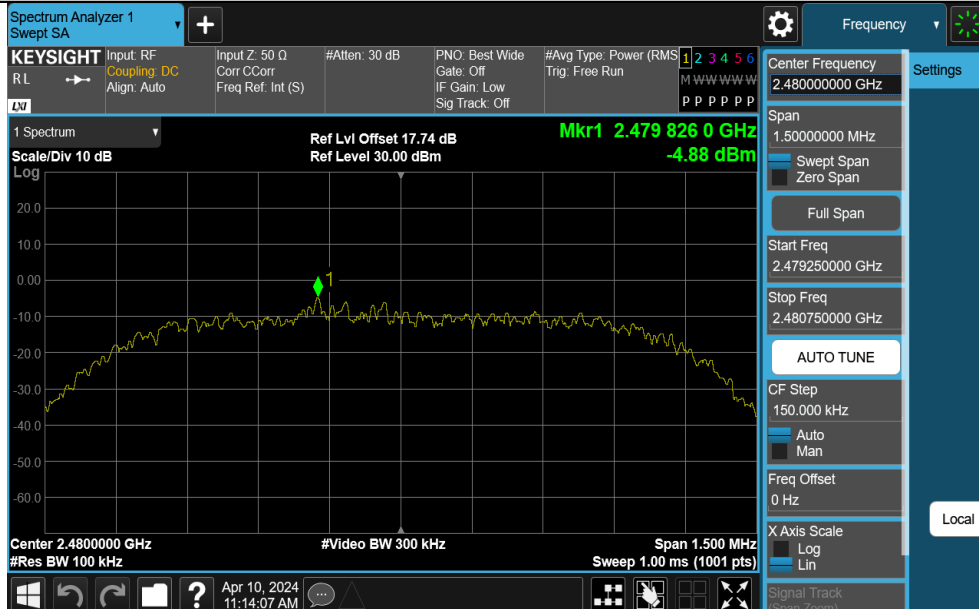 Spectrum Analyzer 1
Swept SA
+
Frequency
KEYSIGHT
R L
LXI
Input: RF
Coupling: DC
Align: Auto
Input Z: 50 Ω
Corr CCorr
Freq Ref: Int (S)
#Atten: 30 dB
PNO: Best Wide
Gate: Off
IF Gain: Low
Sig Track: Off
#Avg Type: Power (RMS
Trig: Free Run
1 2 3 4 5 6
M W W W W W
P P P P P P
1 Spectrum
Scale/Div 10 dB
Log
Ref Lvl Offset 17.74 dB
Ref Level 30.00 dBm
Mkr1 2.479 826 0 GHz
-4.88 dBm
20.0
10.0
0.00
-10.0
-20.0
-30.0
-40.0
-50.0
-60.0
1
Center 2.4800000 GHz
#Res BW 100 kHz
#Video BW 300 kHz
Span 1.500 MHz
Sweep 1.00 ms (1001 pts)
?
Apr 10, 2024
11:14:07 AM
Center Frequency
2.480000000 GHz
Span
1.50000000 MHz
Swept Span
Zero Span
Full Span
Start Freq
2.479250000 GHz
Stop Freq
2.480750000 GHz
AUTO TUNE
CF Step
150.000 kHz
Auto
Man
Freq Offset
0 Hz
X Axis Scale
Log
Lin
Signal Track
(Span Zoom)
Settings
Local